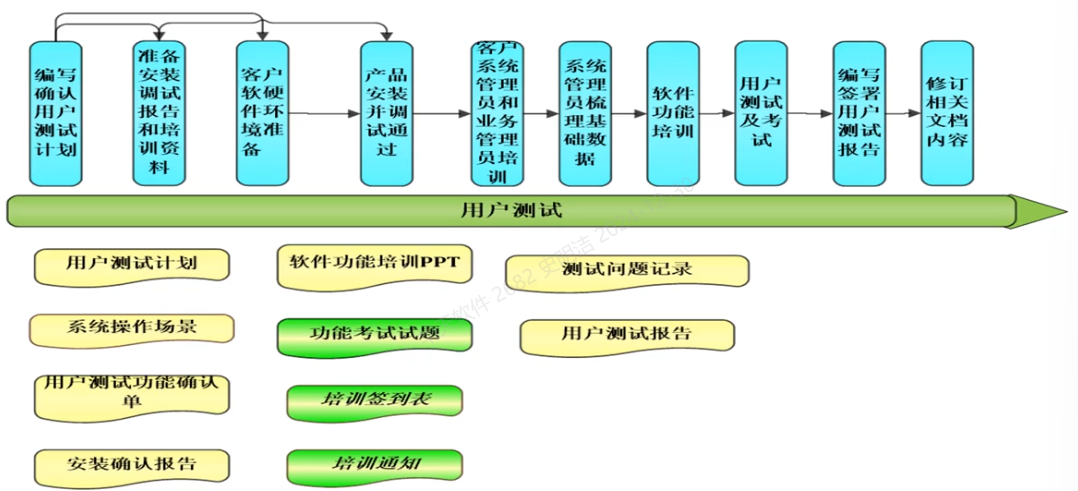 编写
确认
用户
测试
计划
准备
安装
调试
报告
和培
训资
料
客户
软硬
件环
境准
备
产品
安装
并调
试通
过
客户
系统
管理
员和
业务
管理
员培
训
系统
管理
员梳
理基
础数
据
软件
功能
培训
用户
测试
及考
试
编写
签署
用户
测试
报告
修订
相关
文档
内容
用户测试
用户测试计划
软件功能培训PPT
测试问题记录
系统操作场景
功能考试试题
用户测试报告
用户测试功能确认
单
培训签到表
安装确认报告
培训通知